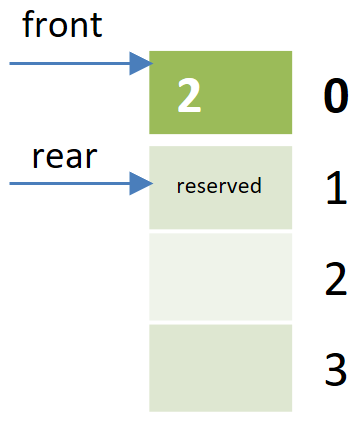 front
2 0
rear
reserved 1
2
3